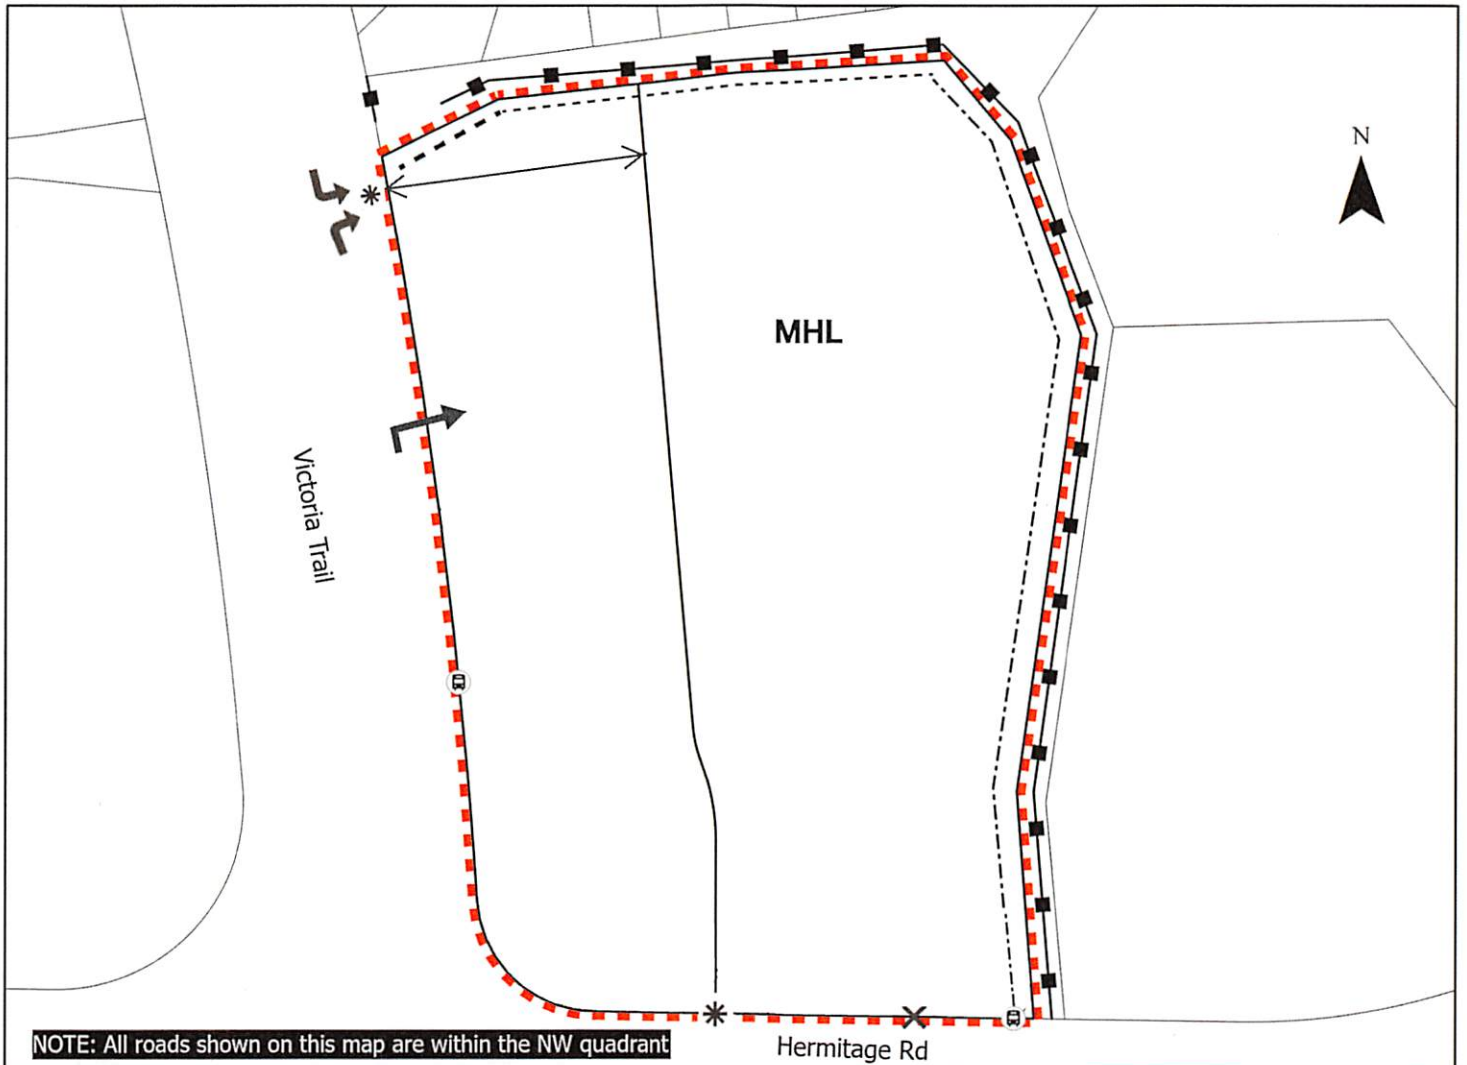 N
MHL
Victoria Trail
NOTE: All roads shown on this map are within the NW quadrant
Hermitage Rd